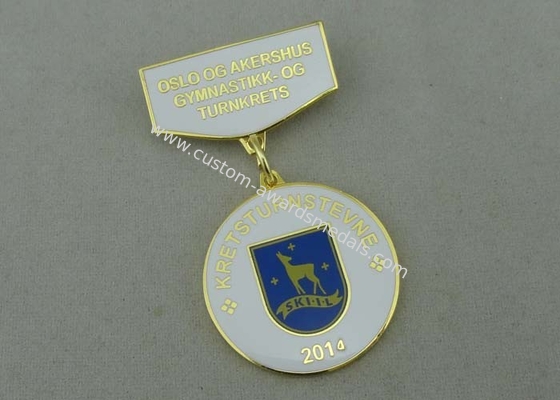 OSLO OG AKERSHUS
GYMNASTIKK- OG
TURNKRETS
www.custom-awardsmedals.com
KRETSTURNSTEVNE
SKI-I-L
2014